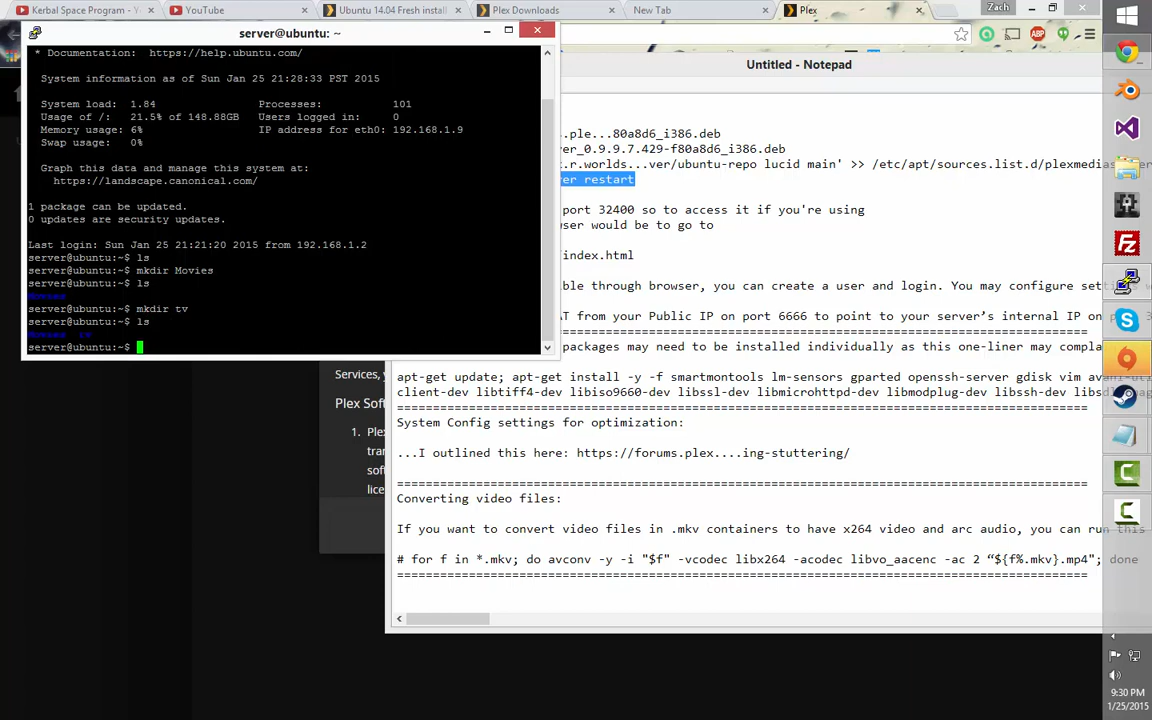 Kerbal Space Program - Y
YouTube
Ubuntu 14.04 Fresh instal
Plex Downloads
New Tab
Plex
Zach
server@ubuntu: ~
* Documentation:  https://help.ubuntu.com/
System information as of Sun Jan 25 21:28:33 PST 2015
System load:  1.84 Processes: 101
Usage of /:   21.5% of 148.88GB Users logged in: 0
Memory usage: 6% IP address for eth0: 192.168.1.9
Swap usage:   0%
Graph this data and manage this system at:
https://landscape.canonical.com/
1 package can be updated.
0 updates are security updates.
Last login: Sun Jan 25 21:21:20 2015 from 192.168.1.2
server@ubuntu:~$ ls
server@ubuntu:~$ mkdir Movies
server@ubuntu:~$ ls
Movies
server@ubuntu:~$ mkdir tv
server@ubuntu:~$ ls
Movies  tv
server@ubuntu:~$
Untitled - Notepad
s.ple...80a8d6_i386.deb
ver_0.9.9.7.429-f80a8d6_i386.deb
.r.worlds...ver/ubuntu-repo lucid main' >> /etc/apt/sources.list.d/plexmedias
er restart
port 32400 so to access it if you're using
user would be to go to
/index.html
ble through browser, you can create a user and login. You may configure set
AT from your Public IP on port 6666 to point to your server's internal IP on p
===========================================================================
packages may need to be installed individually as this one-liner may compla
apt-get update; apt-get install -y -f smartmontools lm-sensors gparted openssh-server gdisk vim
client-dev libtiff4-dev libiso9660-dev libssl-dev libmicrohttpd-dev libmodplug-dev libssh-dev
================================================================================================
System Config settings for optimization:
...I outlined this here: https://forums.plex....ing-stuttering/
================================================================================================
Converting video files:
If you want to convert video files in .mkv containers to have x264 video and arc audio, you can run this
# for f in *.mkv; do avconv -y -i "$f" -vcodec libx264 -acodec libvo_aacenc -ac 2 “${f%.mkv}.mp4"; done
================================================================================================
Services, y
Plex Soft
1. Ple
tran
soft
lice
ABP
Fz
9:30 PM
1/25/2015